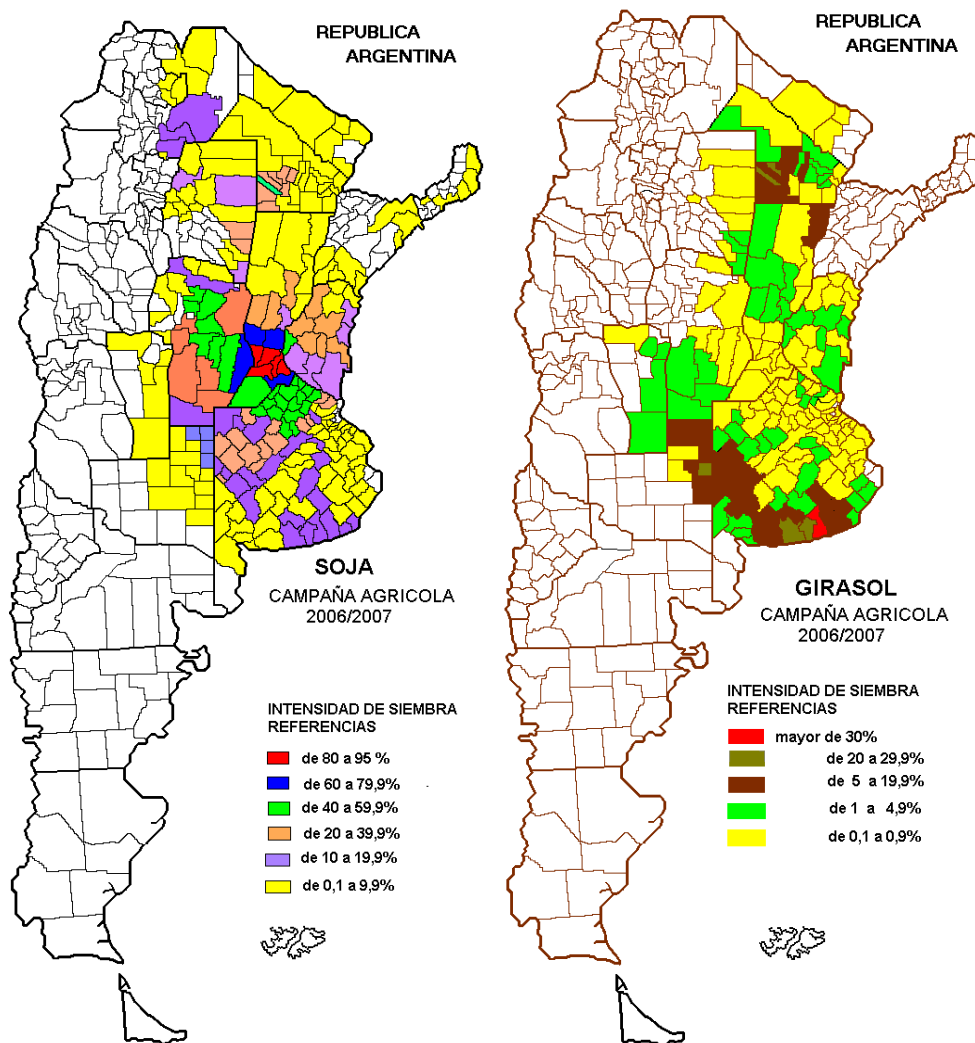 REPUBLICA
ARGENTINA
SOJA
CAMPAÑA AGRICOLA
2006/2007
INTENSIDAD DE SIEMBRA
REFERENCIAS
de 80 a 95 %
de 60 a 79,9%
de 40 a 59,9%
de 20 a 39,9%
de 10 a 19,9%
de 0,1 a 9,9%
REPUBLICA
ARGENTINA
GIRASOL
CAMPAÑA AGRICOLA
2006/2007
INTENSIDAD DE SIEMBRA
REFERENCIAS
mayor de 30%
de 20 a 29,9%
de 5 a 19,9%
de 1 a 4,9%
de 0,1 a 0,9%